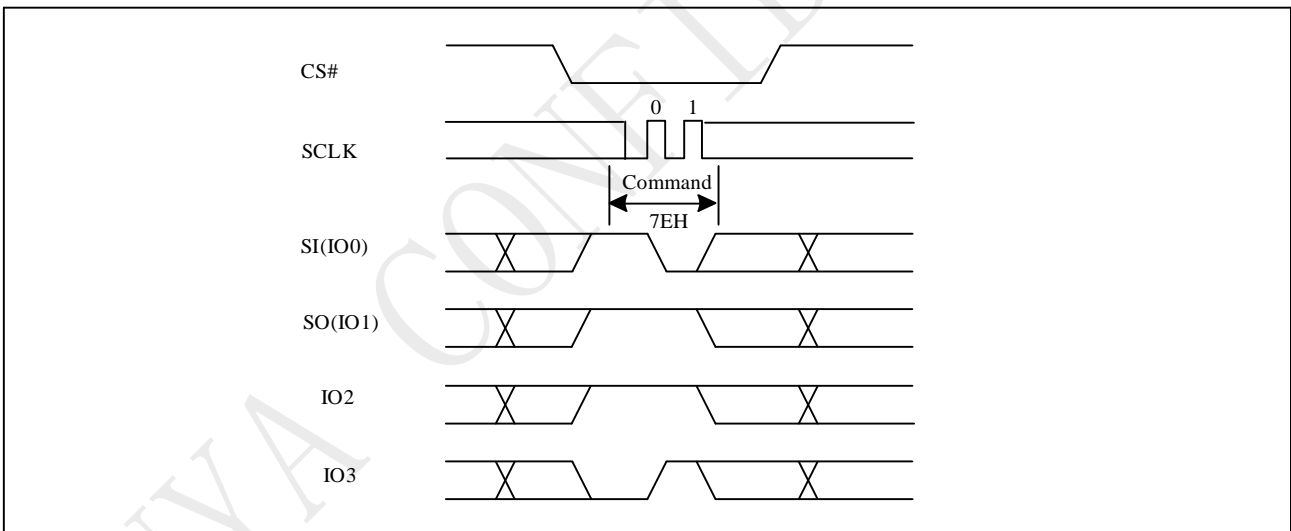 CS#
0 1
SCLK
Command
7EH
SI(IO0)
SO(IO1)
IO2
IO3